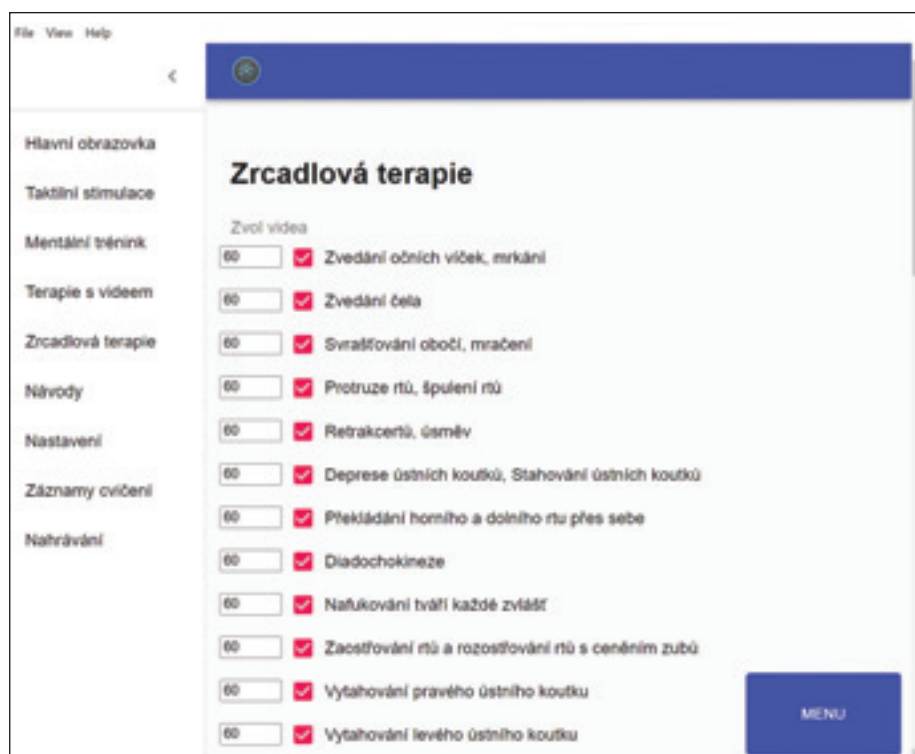 File View Help
Hlavní obrazovka
Taktilní stimulace
Mentální trénink
Terapie s videem
Zrcadlová terapie
Návody
Nastavení
Záznamy cvičení
Nahrávání
Zrcadlová terapie
Zvol videa
60 Zvedání očních víček, mrkání
60 Zvedání čela
60 Svrašťování obočí, mračení
60 Protruze rtů, špulení rtů
60 Retrakcertů, úsměv
60 Deprese ústních koutků, Stahování ústních koutků
60 Překládání horního a dolního rtu přes sebe
60 Diadochokineze
60 Nafukování tváří každé zvlášť
60 Zaostřování rtů a rozostřování rtů s ceněním zubů
60 Vytahování pravého ústního koutku
60 Vytahování levého ústního koutku
MENU